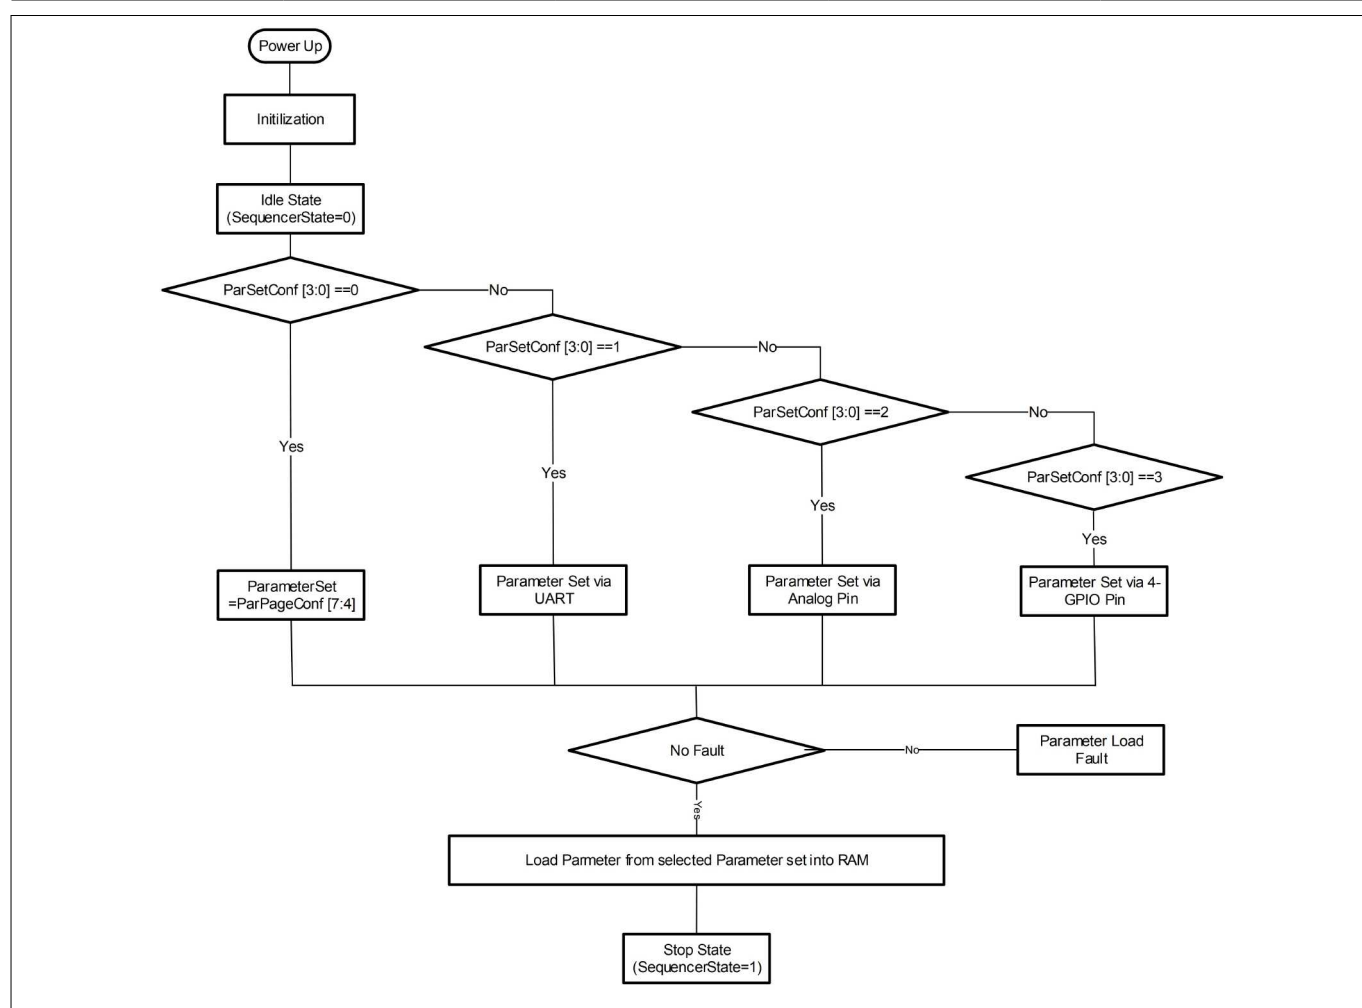 Power Up
Initilization
Idle State
(SequencerState=0)
ParSetConf [3:0] ==0
No
ParSetConf [3:0] ==1
No
ParSetConf [3:0] ==2
No
ParSetConf [3:0] ==3
Yes
Yes
Yes
Yes
ParameterSet
=ParPageConf [7:4]
Parameter Set via
UART
Parameter Set via
Analog Pin
Parameter Set via 4-
GPIO Pin
No Fault
No
Parameter Load
Fault
Yes
Load Parmeter from selected Parameter set into RAM
Stop State
(SequencerState=1)